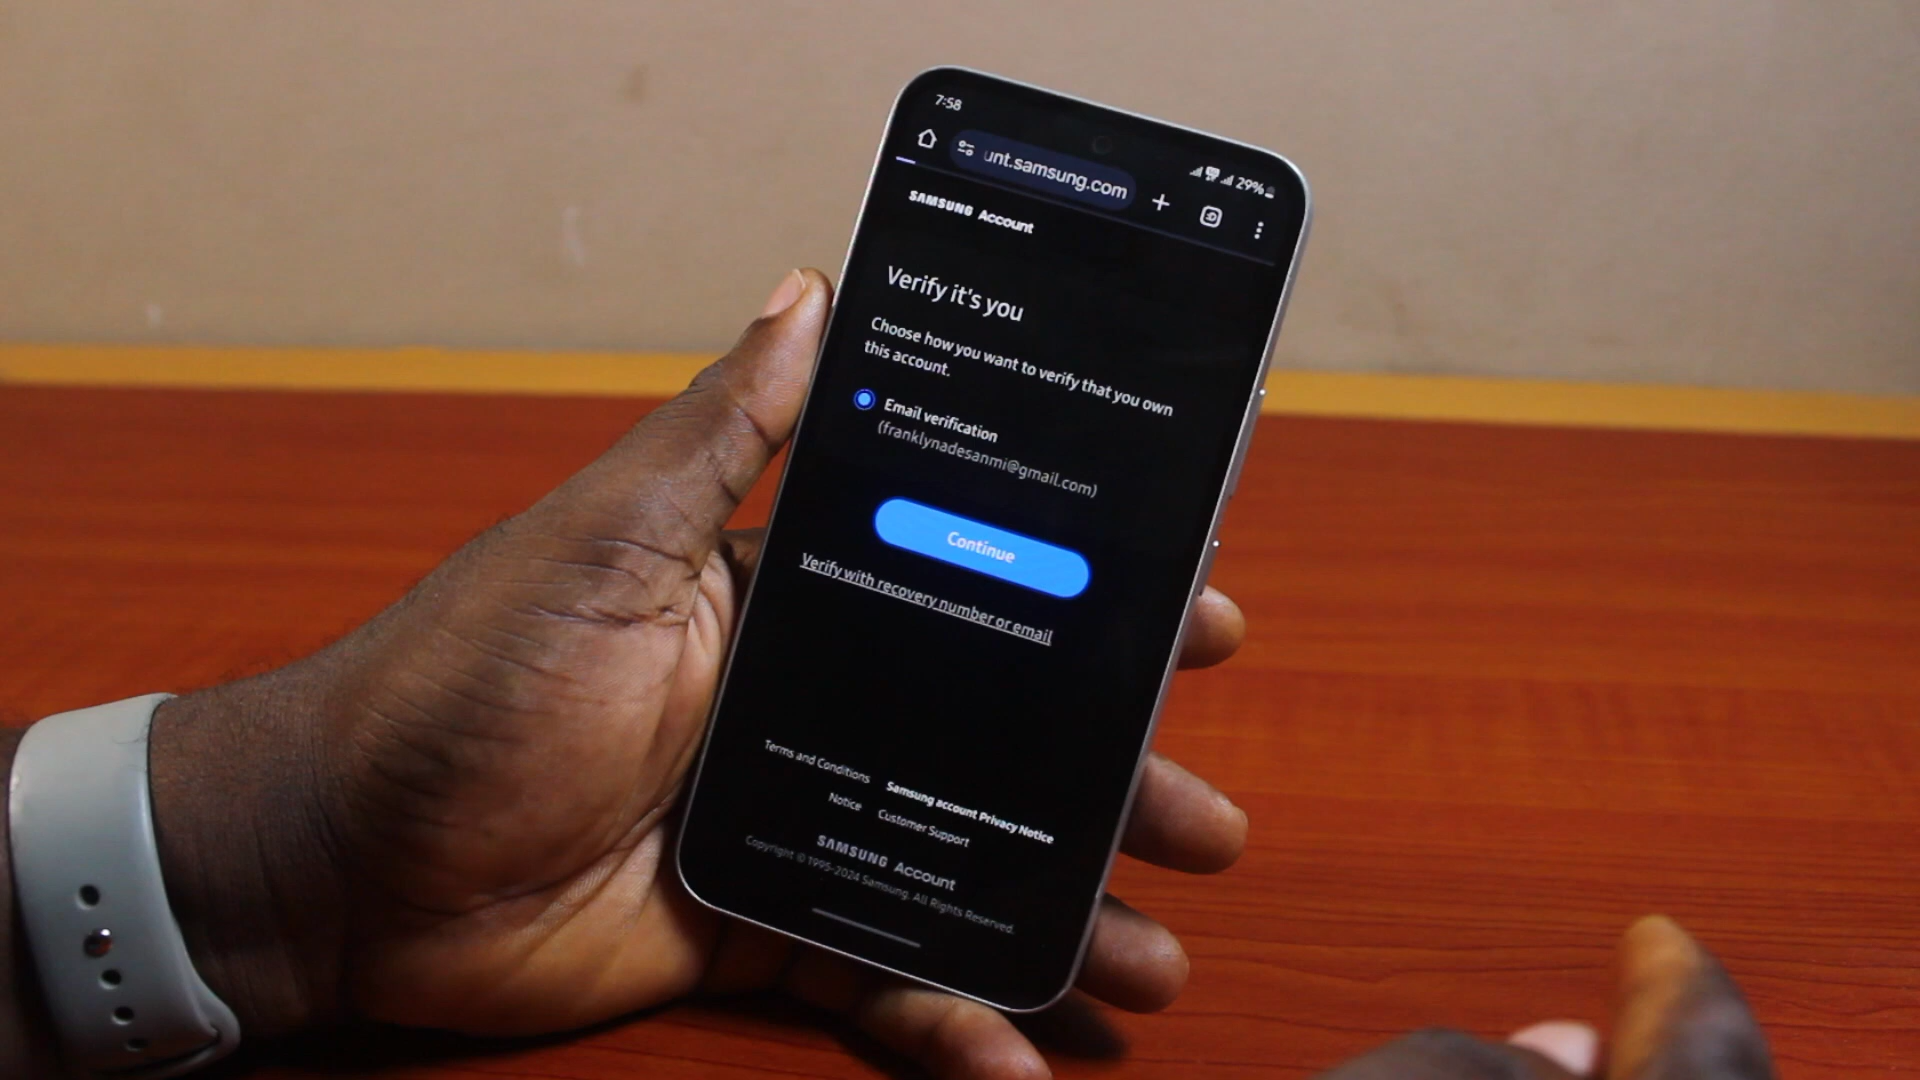 7:58
29%
unt.samsung.com
SAMSUNG Account
Verify it's you
Choose how you want to verify that you own
this account.
Email verification
(franklynadesanmi@gmail.com)
Continue
Verify with recovery number or email
Terms and Conditions Samsung account Privacy Notice
Notice Customer Support
SAMSUNG Account
Copyright © 1995-2024 Samsung. All Rights Reserved.